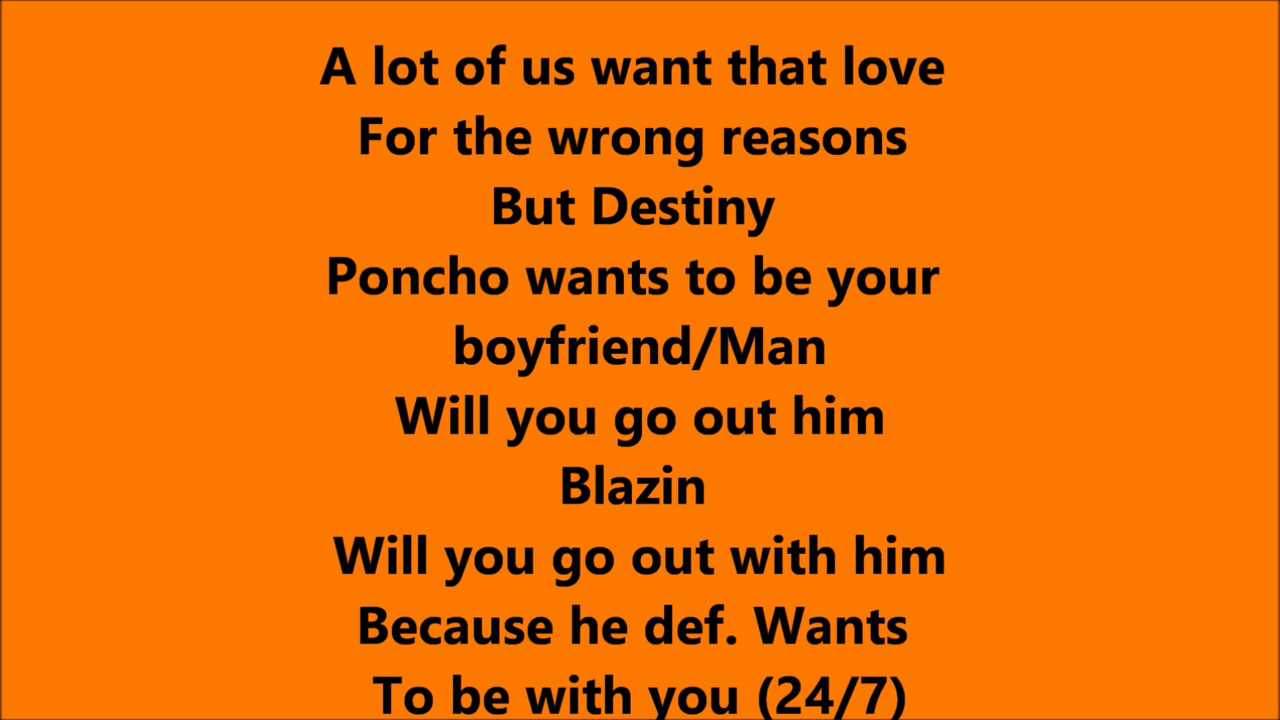 A lot of us want that love
For the wrong reasons
But Destiny
Poncho wants to be your
boyfriend/Man
Will you go out him
Blazin
Will you go out with him
Because he def. Wants
To be with you (24/7)